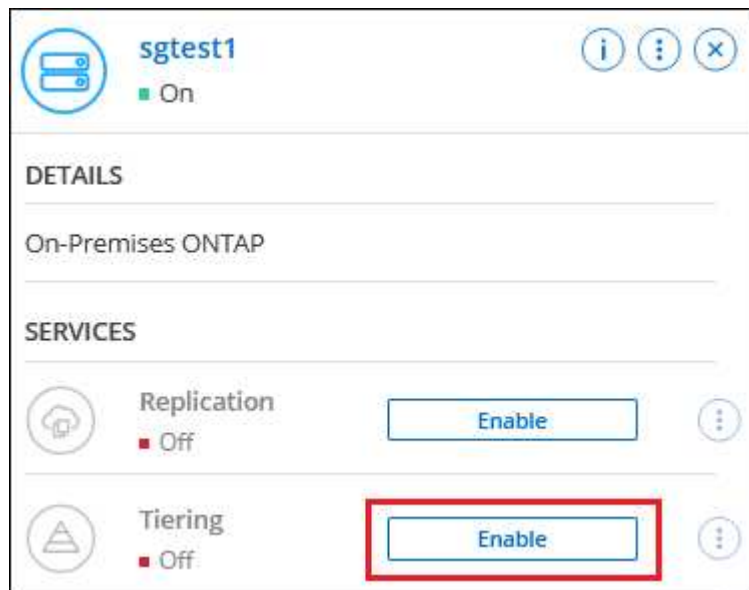 sgtest1
On
DETAILS
On-Premises ONTAP
SERVICES
Replication
Enable
Off
Tiering
Enable
Off